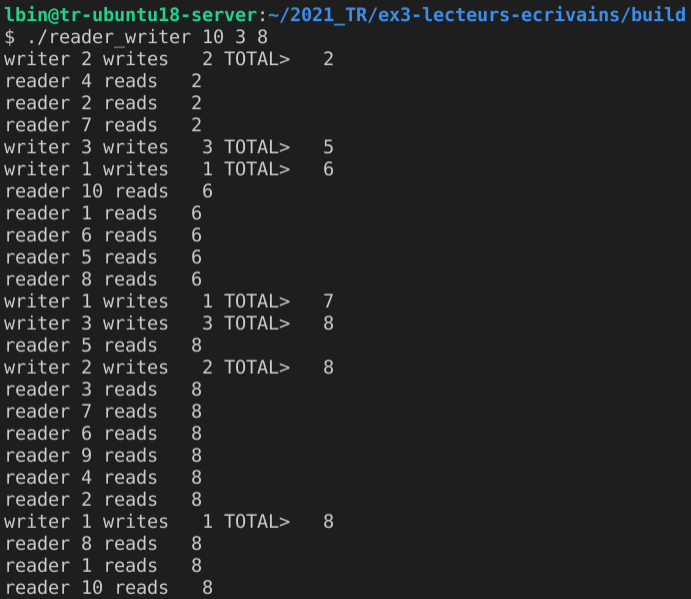 lbin@tr-ubuntu18-server:~/2021_TR/ex3-lecteurs-ecrivains/build
$ ./reader_writer 10 3 8
writer 2 writes   2 TOTAL>   2
reader 4 reads   2
reader 2 reads   2
reader 7 reads   2
writer 3 writes   3 TOTAL>   5
writer 1 writes   1 TOTAL>   6
reader 10 reads   6
reader 1 reads   6
reader 6 reads   6
reader 5 reads   6
reader 8 reads   6
writer 1 writes   1 TOTAL>   7
writer 3 writes   3 TOTAL>   8
reader 5 reads   8
writer 2 writes   2 TOTAL>   8
reader 3 reads   8
reader 7 reads   8
reader 6 reads   8
reader 9 reads   8
reader 4 reads   8
reader 2 reads   8
writer 1 writes   1 TOTAL>   8
reader 8 reads   8
reader 1 reads   8
reader 10 reads   8